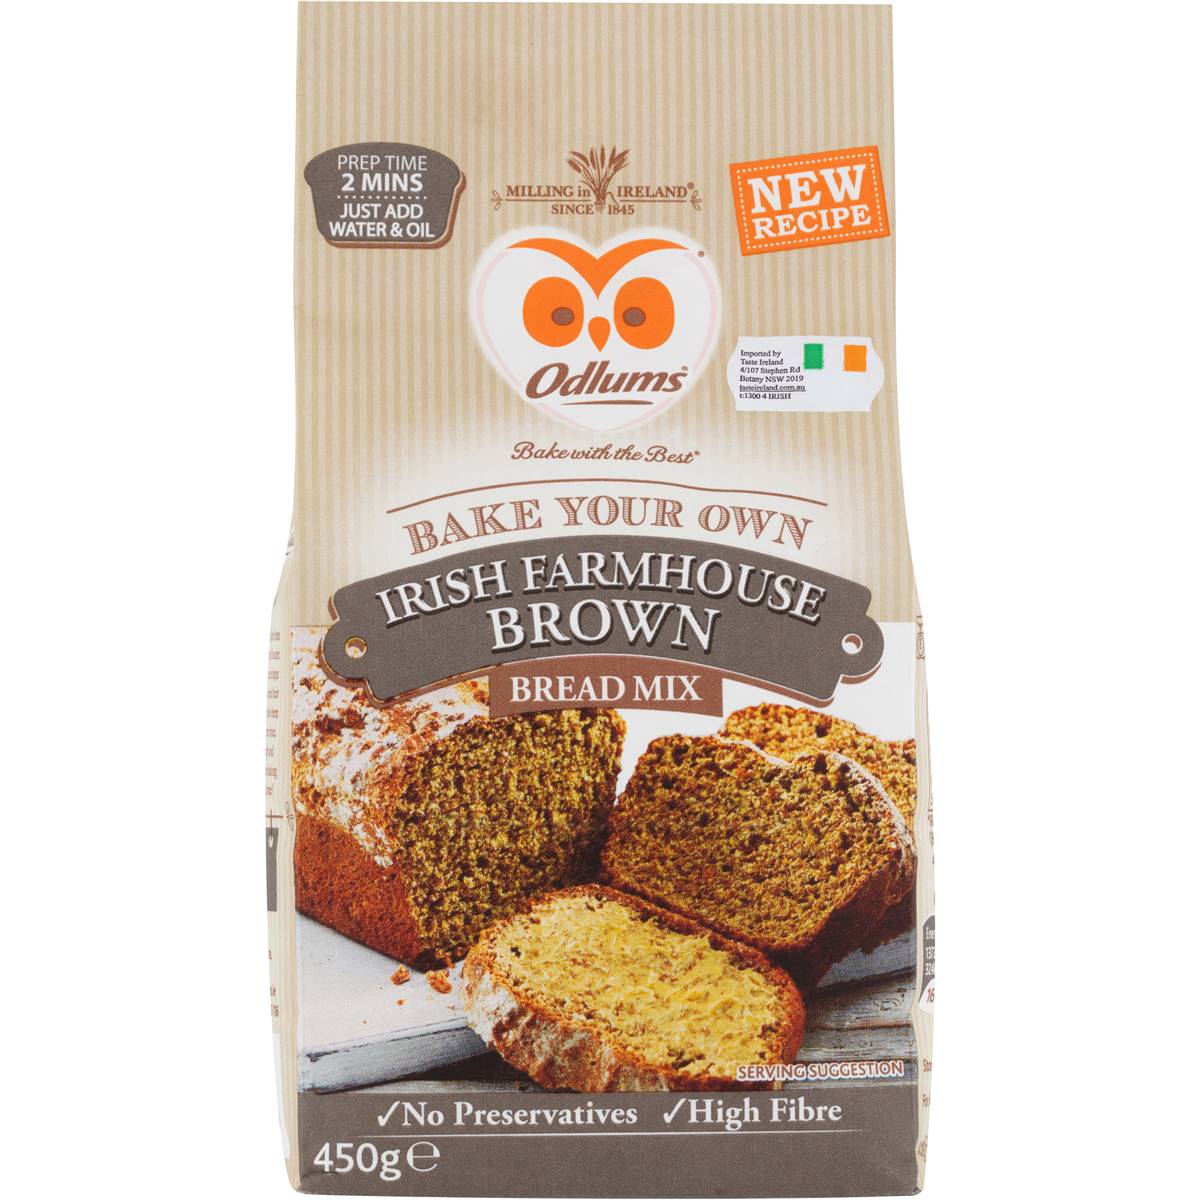 PREP TIME
2 MINS
JUST ADD
WATER & OIL
MILLING in IRELAND®
SINCE 1845
NEW
RECIPE
Odlums®
Imported by
Taste Ireland
4/107 Stephen Rd
Botany NSW 2019
tasteireland.com.au
t:1300 4 IRISH
Bake with the Best®
BAKE YOUR OWN
IRISH FARMHOUSE
BROWN
BREAD MIX
SERVING SUGGESTION
✓No Preservatives ✓High Fibre
450g℮